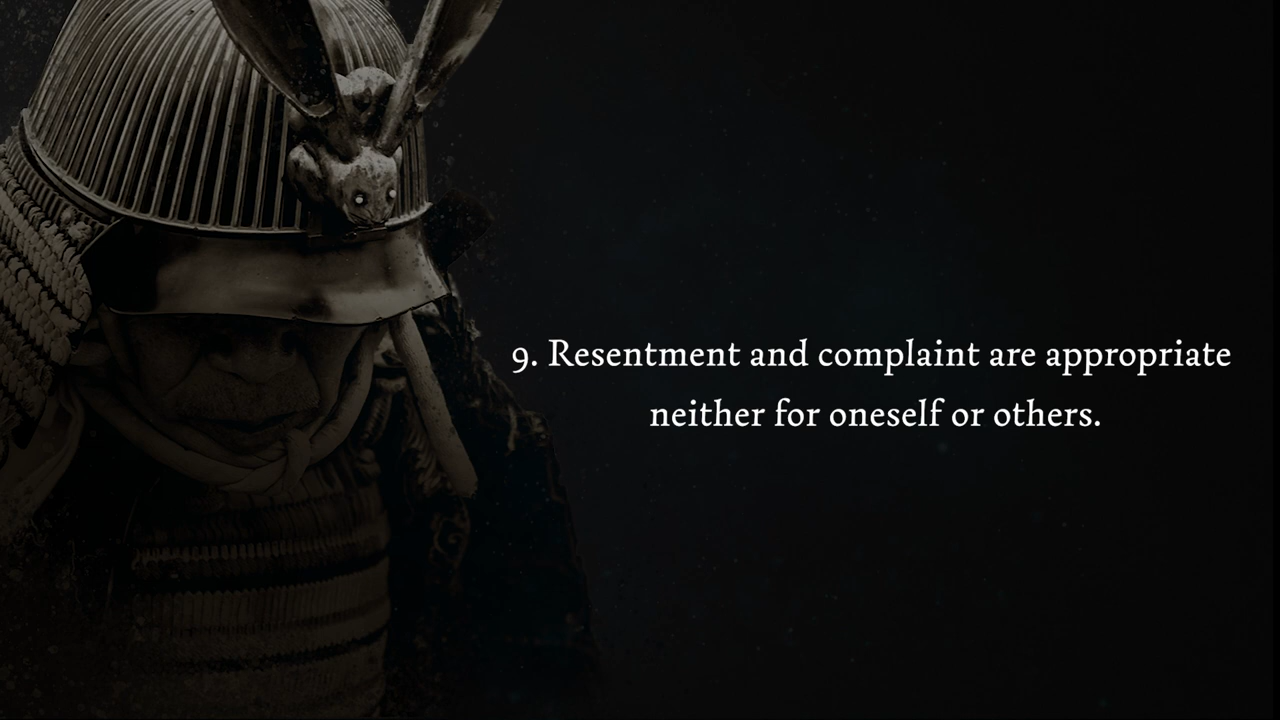 9. Resentment and complaint are appropriate
neither for oneself or others.